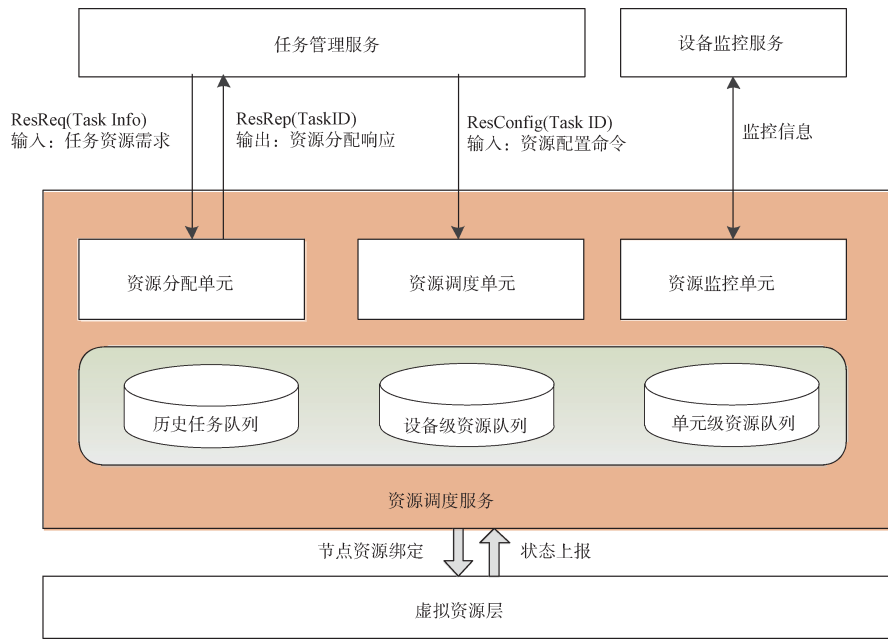 任务管理服务
设备监控服务
ResReq(Task Info)
输入：任务资源需求
ResRep(TaskID)
输出：资源分配响应
ResConfig(Task ID)
输入：资源配置命令
监控信息
资源分配单元
资源调度单元
资源监控单元
历史任务队列
设备级资源队列
单元级资源队列
资源调度服务
节点资源绑定
状态上报
虚拟资源层